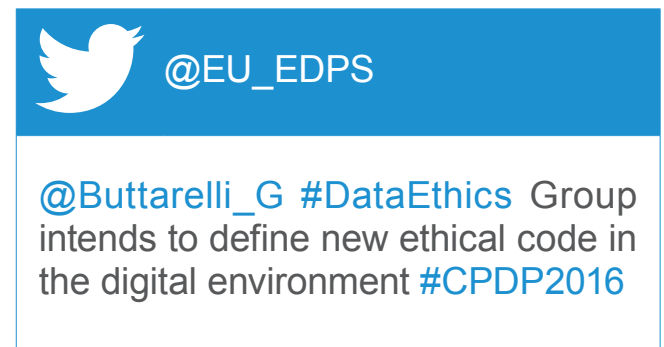 @EU_EDPS
@Buttarelli_G #DataEthics Group
intends to define new ethical code in
the digital environment #CPDP2016